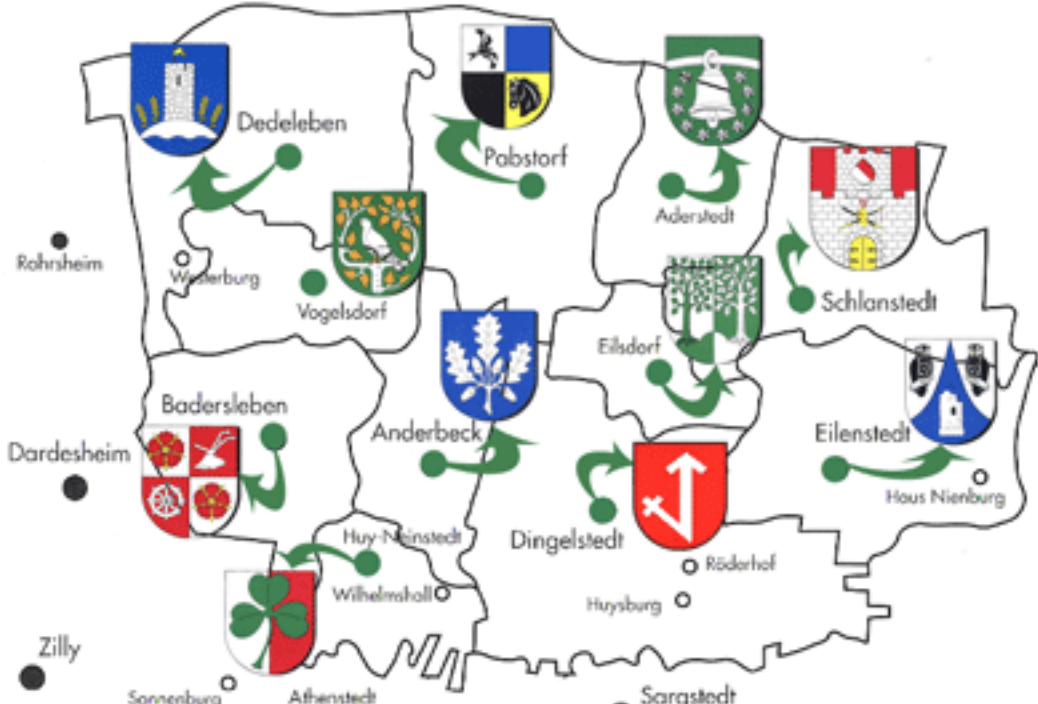 Dedeleben
Pabstorf
Aderstedt
Rohrsheim
Westerburg
Vogelsdorf
Schlanstedt
Eilsdorf
Badersleben
Anderbeck
Eilenstedt
Dardesheim
Haus Nienburg
Huy-Neinstedt
Dingelstedt
Röderhof
Wilhelmshall
Huysburg
Zilly
Sonnenburg
Athenstedt
Sargstedt